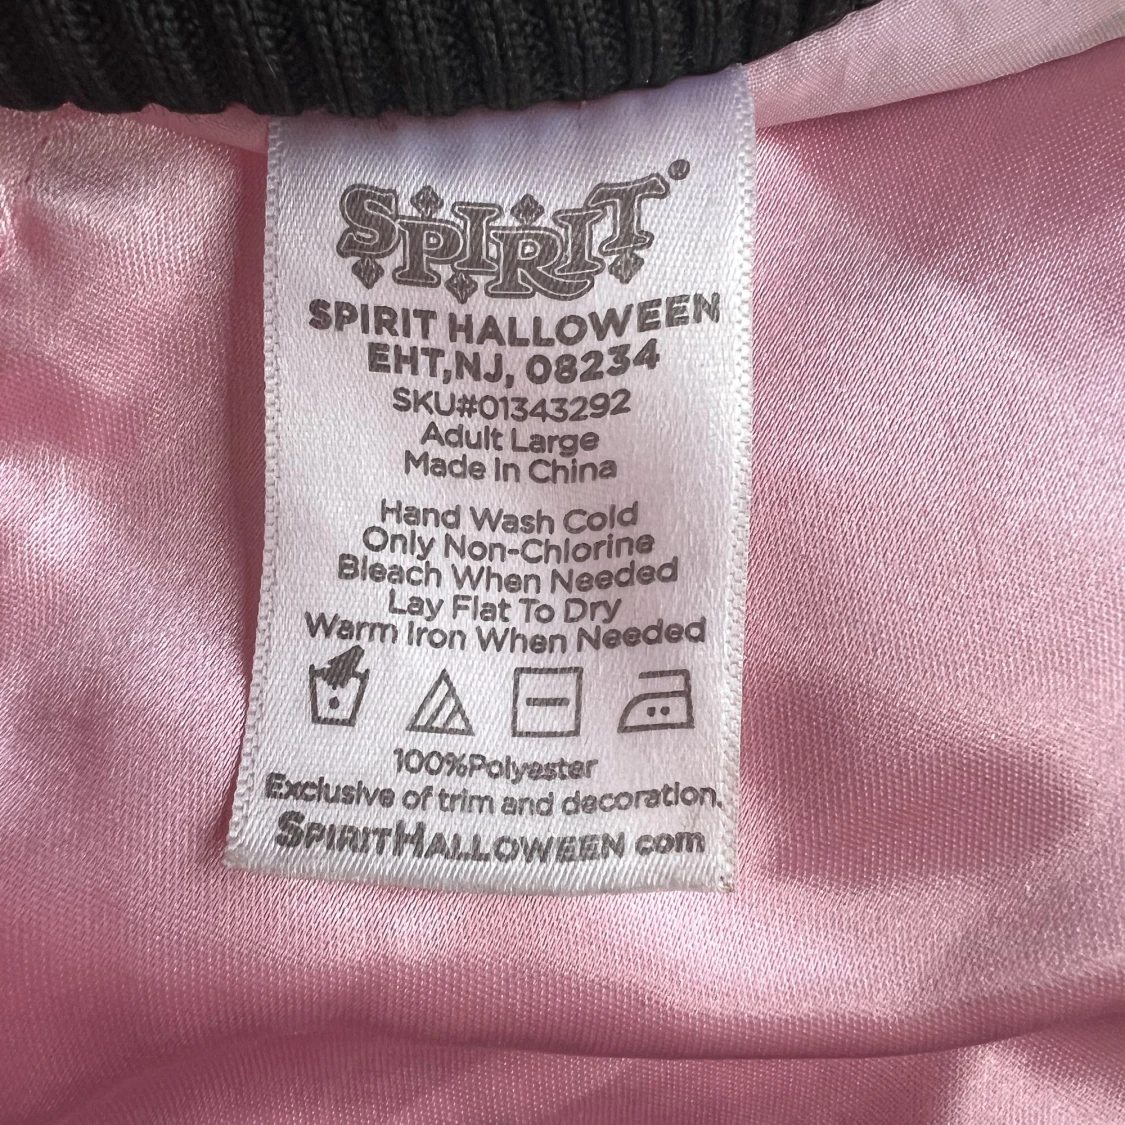 SPIRIT®
SPIRIT HALLOWEEN
EHT,NJ, 08234
SKU#01343292
Adult Large
Made In China
Hand Wash Cold
Only Non-Chlorine
Bleach When Needed
Lay Flat To Dry
Warm Iron When Needed
100%Polyester
Exclusive of trim and decoration.
SPIRITHALLOWEEN com